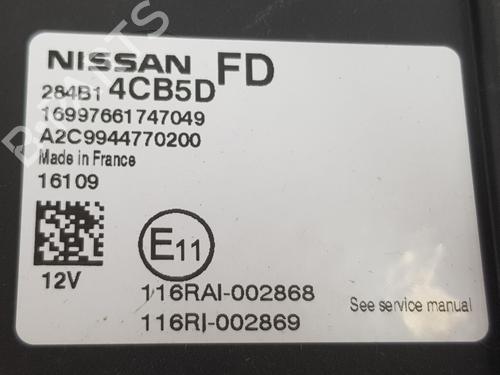 NISSAN FD
284B1 4CB5D
16997661747049
A2C9944770200
Made in France
16109
E11
12V
116RAI-002868
116RI-002869
See service manual
B-PARTS